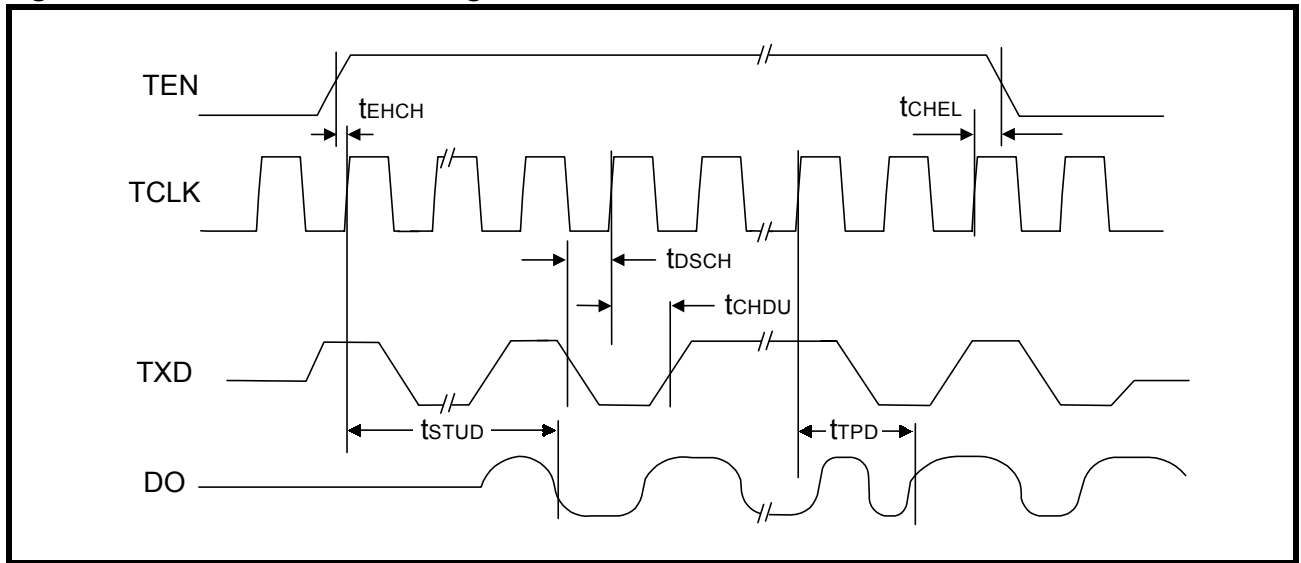 TEN
tEHCH
tCHEL
TCLK
tDSCH
tCHDU
TXD
tSTUD
tTPD
DO